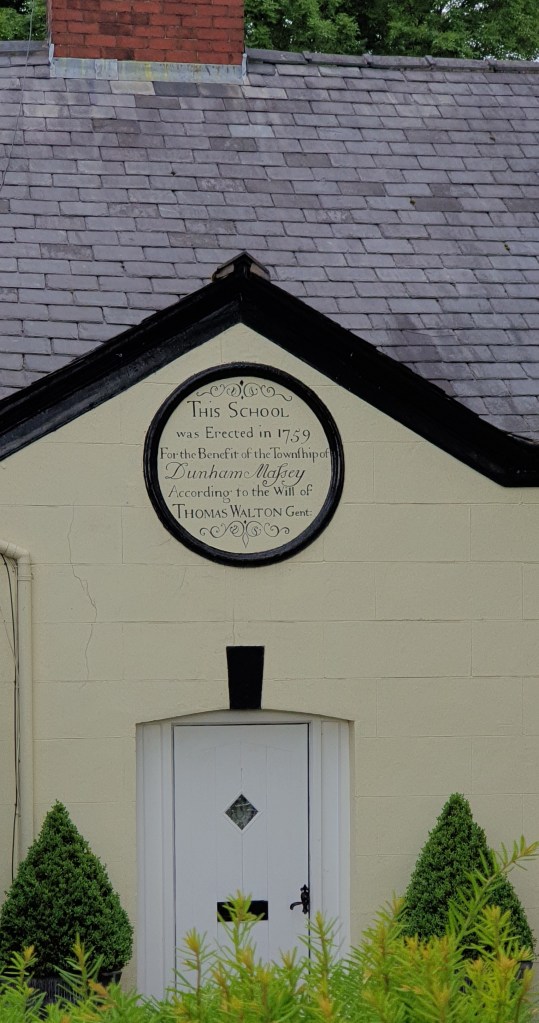 THIS SCHOOL
was Erected in 1759
For the Benefit of the Townſhip of
Dunham Maſsey
According to the Will of
THOMAS WALTON Gent: